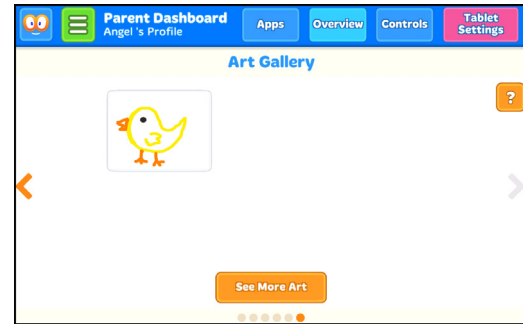 Parent Dashboard
Angel 's Profile
Apps
Overview
Controls
Tablet
Settings
Art Gallery
?
See More Art